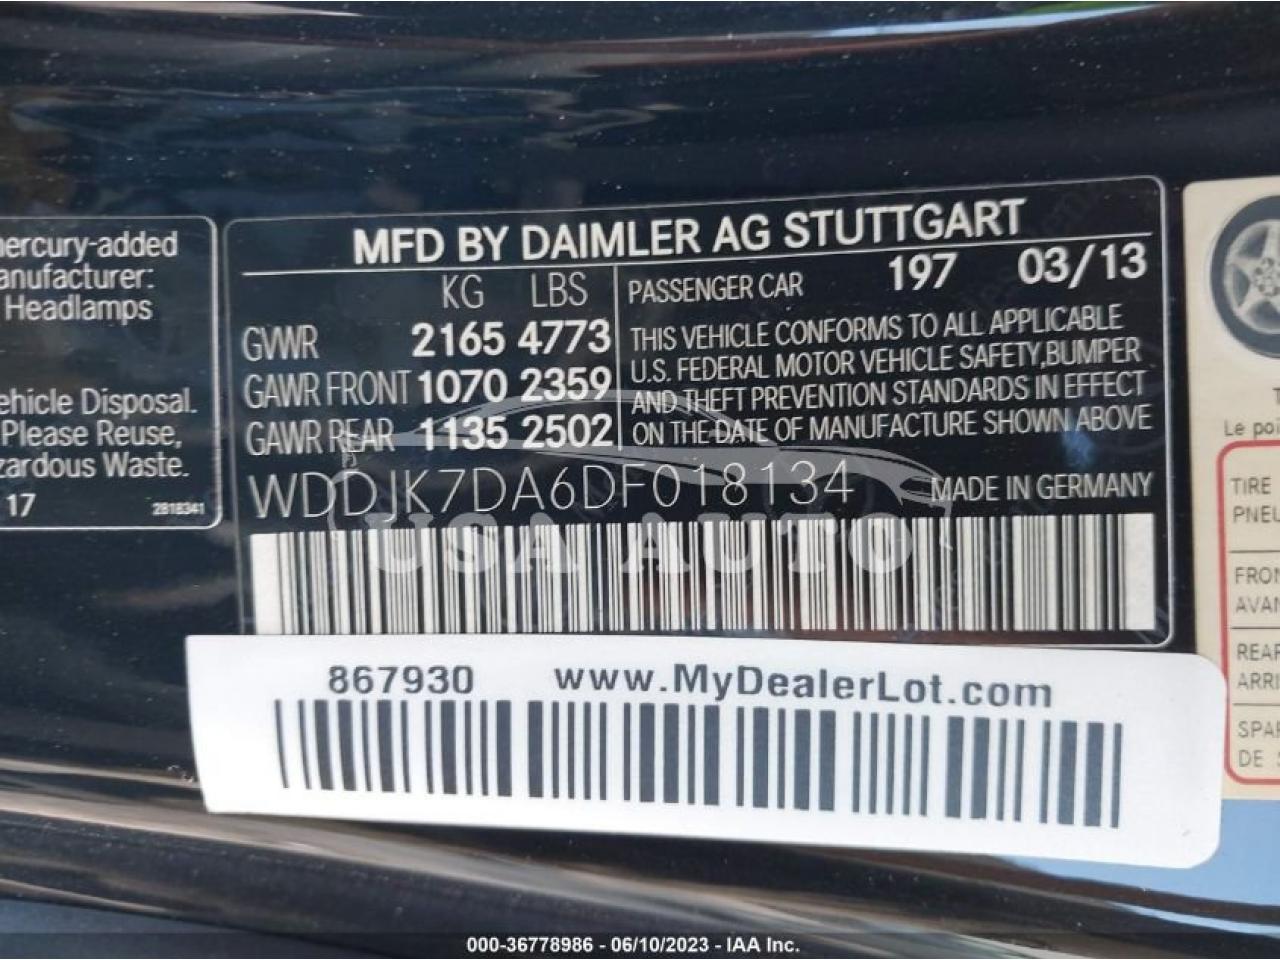 mercury-added
anufacturer:
Headlamps
ehicle Disposal.
Please Reuse,
zardous Waste.
17 2818341
MFD BY DAIMLER AG STUTTGART
KG LBS
GVWR 2165 4773
GAWR FRONT 1070 2359
GAWR REAR 1135 2502
PASSENGER CAR 197 03/13
THIS VEHICLE CONFORMS TO ALL APPLICABLE
U.S. FEDERAL MOTOR VEHICLE SAFETY,BUMPER
AND THEFT PREVENTION STANDARDS IN EFFECT
ON THE DATE OF MANUFACTURE SHOWN ABOVE
WDDJK7DA6DF018134 MADE IN GERMANY
USA AUTO
867930 www.MyDealerLot.com
T
Le poi
TIRE
PNEU
FRON
AVAN
REAR
ARRI
SPAR
DE S
000-36778986 - 06/10/2023 - IAA Inc.